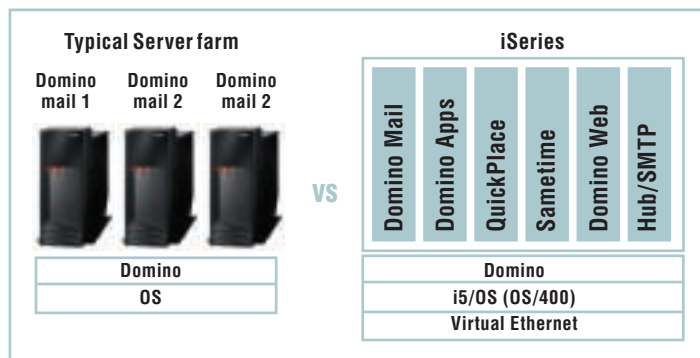 Typical Server farm
Domino mail 1
Domino mail 2
Domino mail 2
Domino
OS
VS
iSeries
Domino Mail
Domino Apps
QuickPlace
Sametime
Domino Web
Hub/SMTP
Domino
i5/OS (OS/400)
Virtual Ethernet